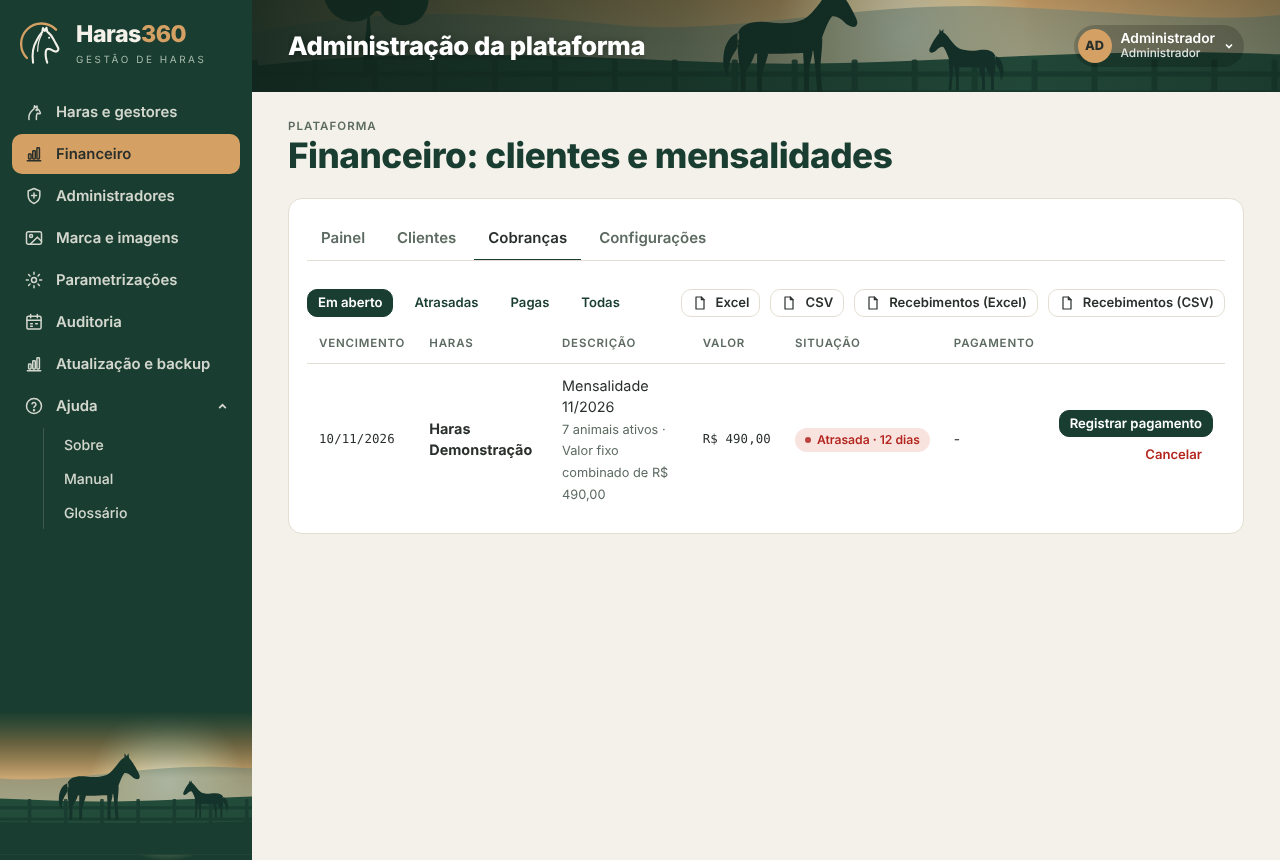 Haras360
GESTÃO DE HARAS
Administração da plataforma
AD
Administrador
Administrador
Haras e gestores
Financeiro
Administradores
Marca e imagens
Parametrizações
Auditoria
Atualização e backup
Ajuda
Sobre
Manual
Glossário
PLATAFORMA
Financeiro: clientes e mensalidades
Painel Clientes Cobranças Configurações
Em aberto Atrasadas Pagas Todas Excel CSV Recebimentos (Excel) Recebimentos (CSV)
VENCIMENTO HARAS DESCRIÇÃO VALOR SITUAÇÃO PAGAMENTO
10/11/2026
Haras
Demonstração
Mensalidade
11/2026
7 animais ativos ·
Valor fixo
combinado de R$
490,00
R$ 490,00
Atrasada · 12 dias
-
Registrar pagamento
Cancelar